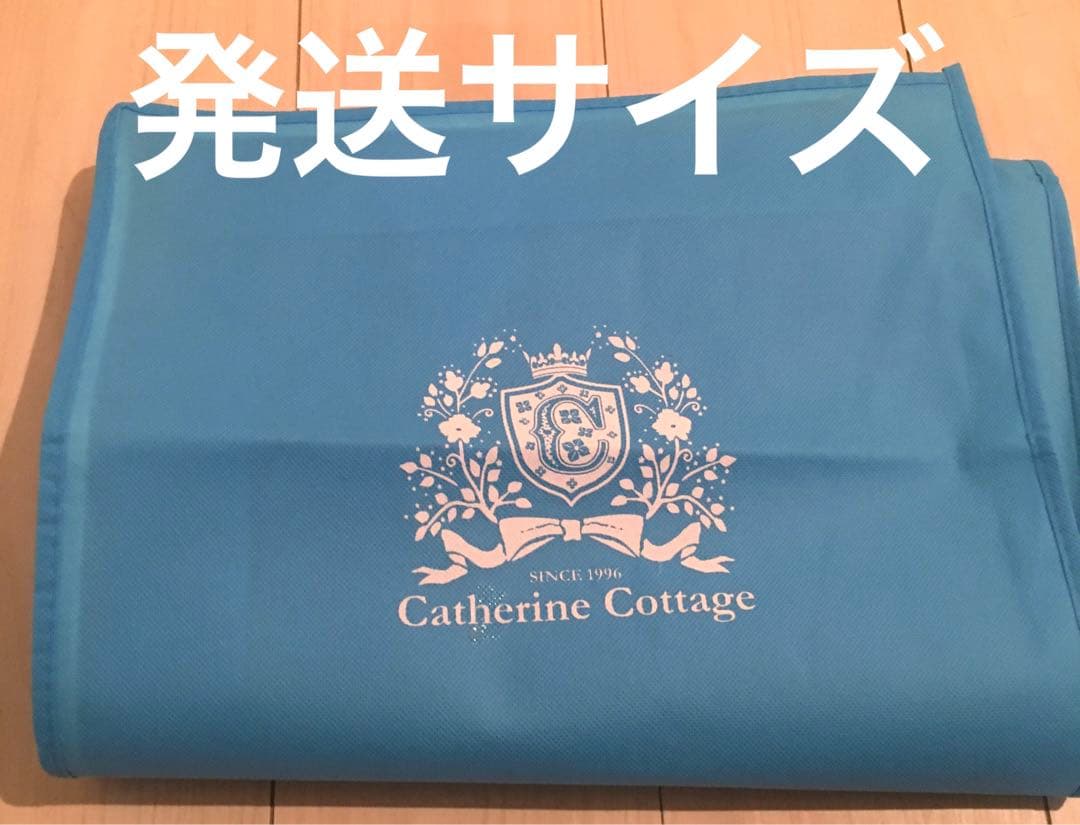 発送サイズ
C
SINCE 1996
Catherine Cottage